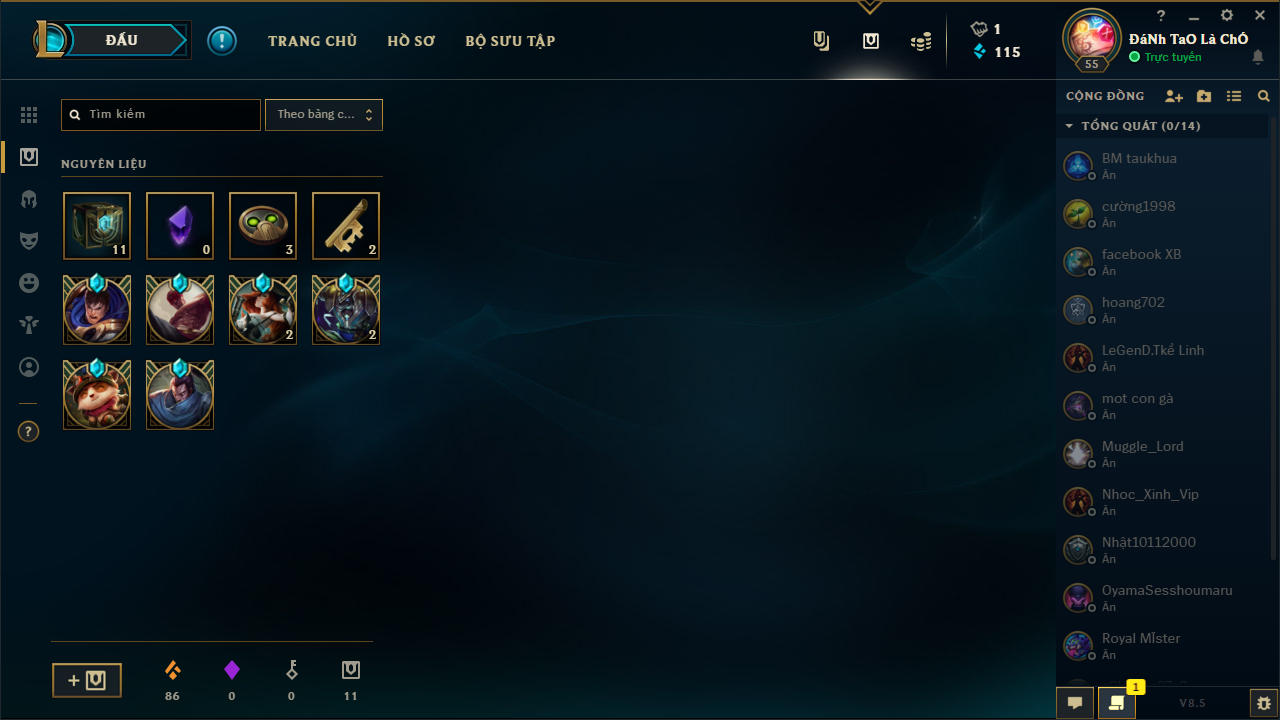 ĐẤU
TRANG CHỦ
HỒ SƠ
BỘ SƯU TẬP
1
115
55
ĐáNh TaO Là ChÓ
Trực tuyến
Tìm kiếm
Theo bảng c...
NGUYÊN LIỆU
11
0
3
2
2
2
86
0
0
11
CỘNG ĐỒNG
TỔNG QUÁT (0/14)
BM taukhua
Ẩn
cường1998
Ẩn
facebook XB
Ẩn
hoang702
Ẩn
LeGenD.Tkể Linh
Ẩn
mot con gà
Ẩn
Muggle_Lord
Ẩn
Nhoc_Xinh_Vip
Ẩn
Nhật10112000
Ẩn
OyamaSesshoumaru
Ẩn
Royal MĪster
Ẩn
1
V8.5